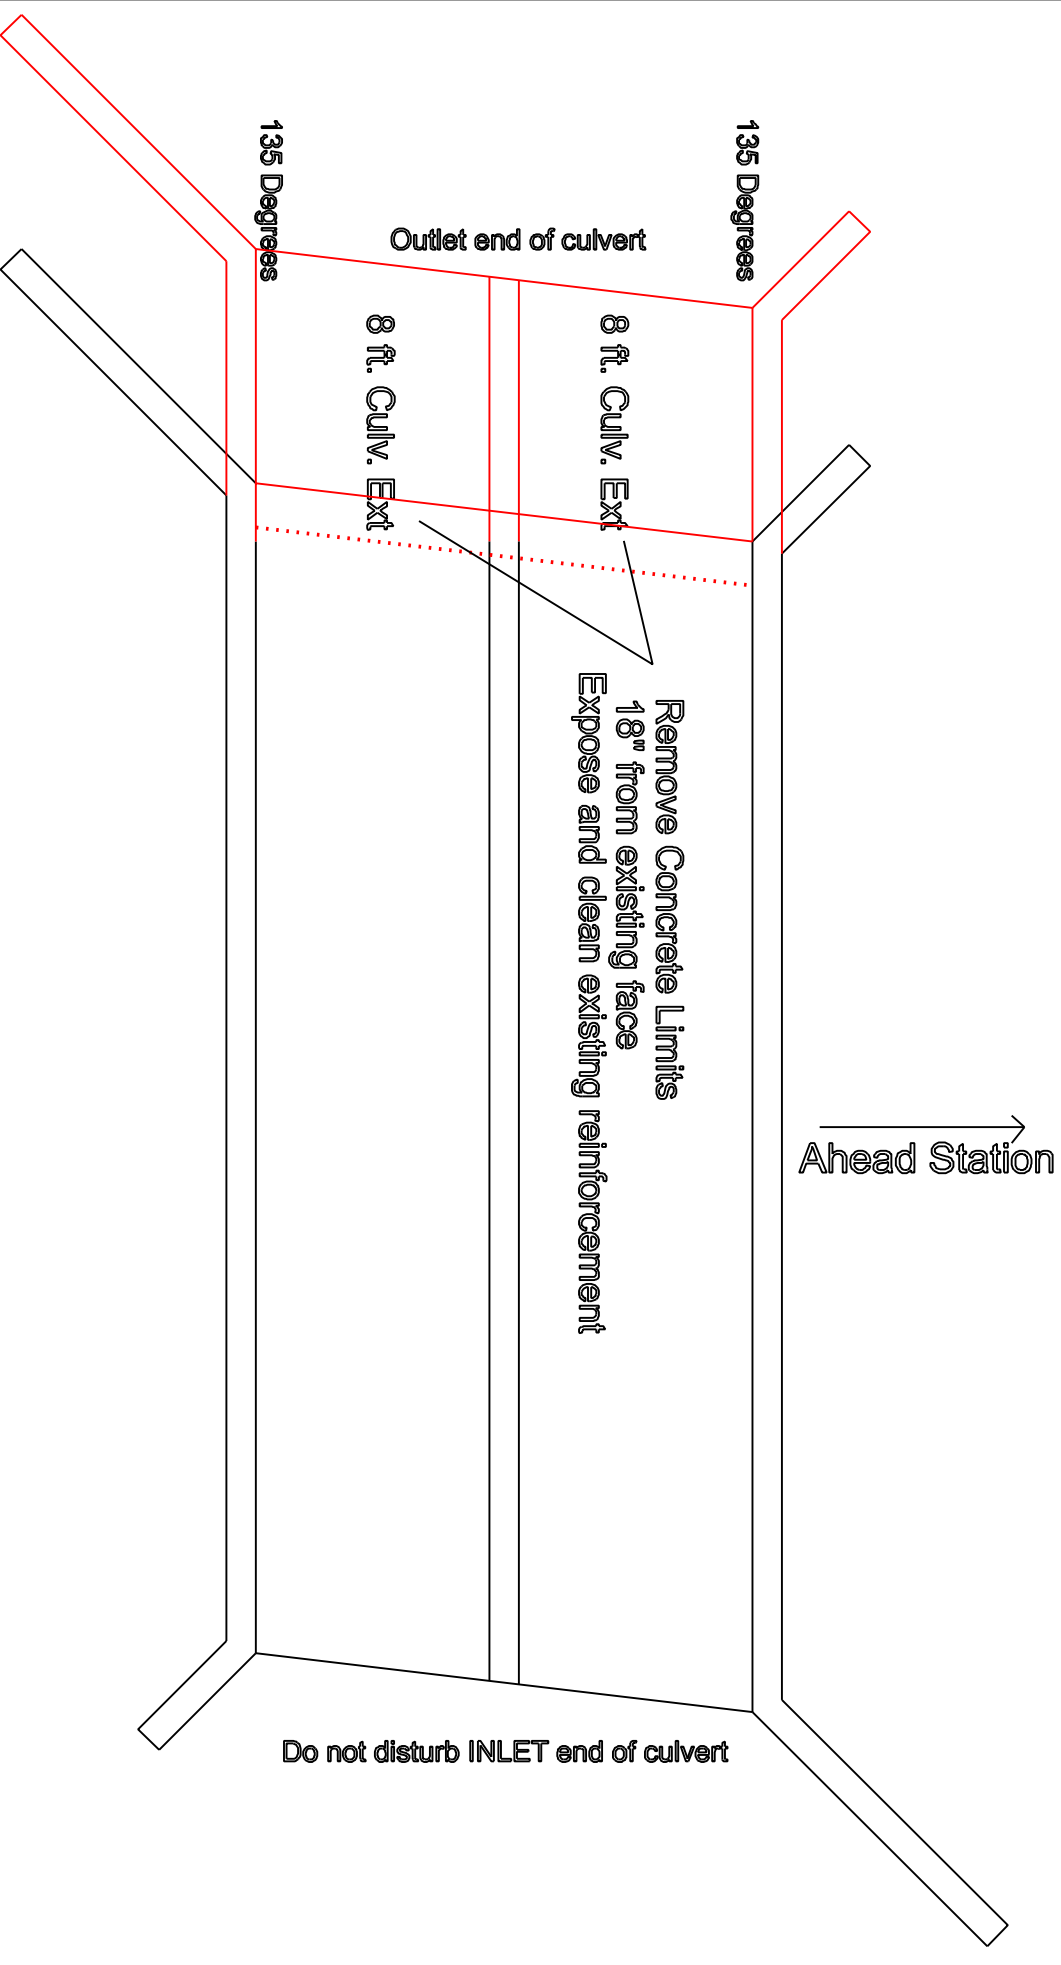 135 Degrees
135 Degrees
Outlet end of culvert
8 ft. Culv. Ext
8 ft. Culv. Ext
Remove Concrete Limits
18" from existing face
Expose and clean existing reinforcement
Ahead Station
Do not disturb INLET end of culvert